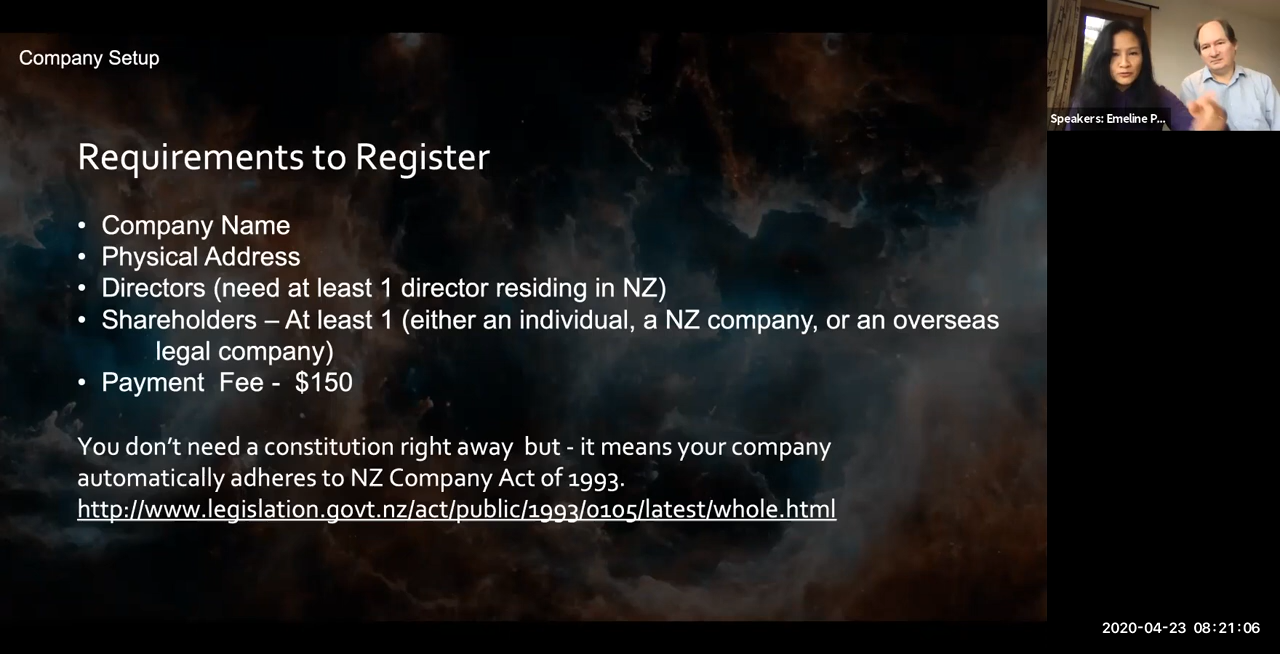 Company Setup
Speakers: Emeline P...
Requirements to Register
• Company Name
• Physical Address
• Directors (need at least 1 director residing in NZ)
• Shareholders – At least 1 (either an individual, a NZ company, or an overseas
legal company)
• Payment Fee - $150
You don't need a constitution right away but - it means your company
automatically adheres to NZ Company Act of 1993.
http://www.legislation.govt.nz/act/public/1993/0105/latest/whole.html
2020-04-23 08:21:06